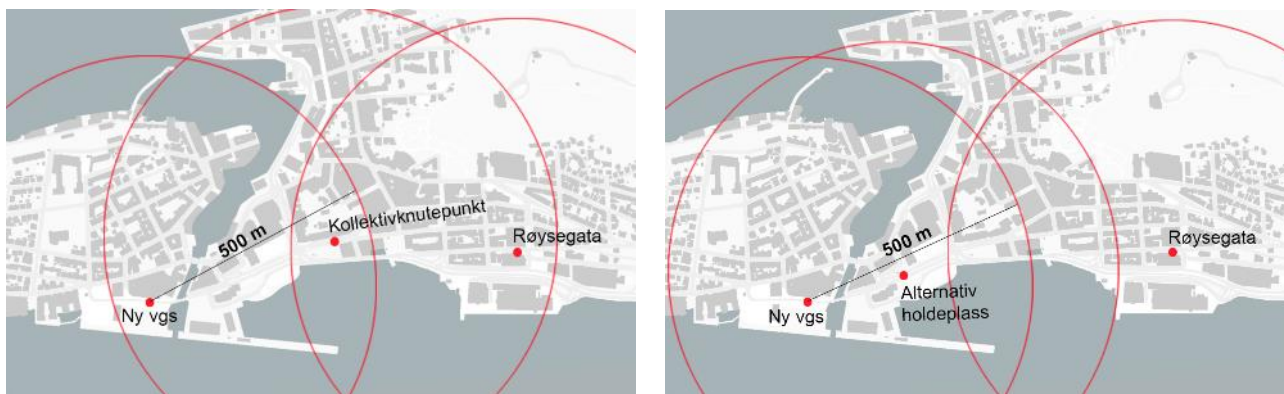 Kollektivknutepunkt
500 m
Røysegata
Ny vgs
500 m
Røysegata
Alternativ
holdeplass
Ny vgs